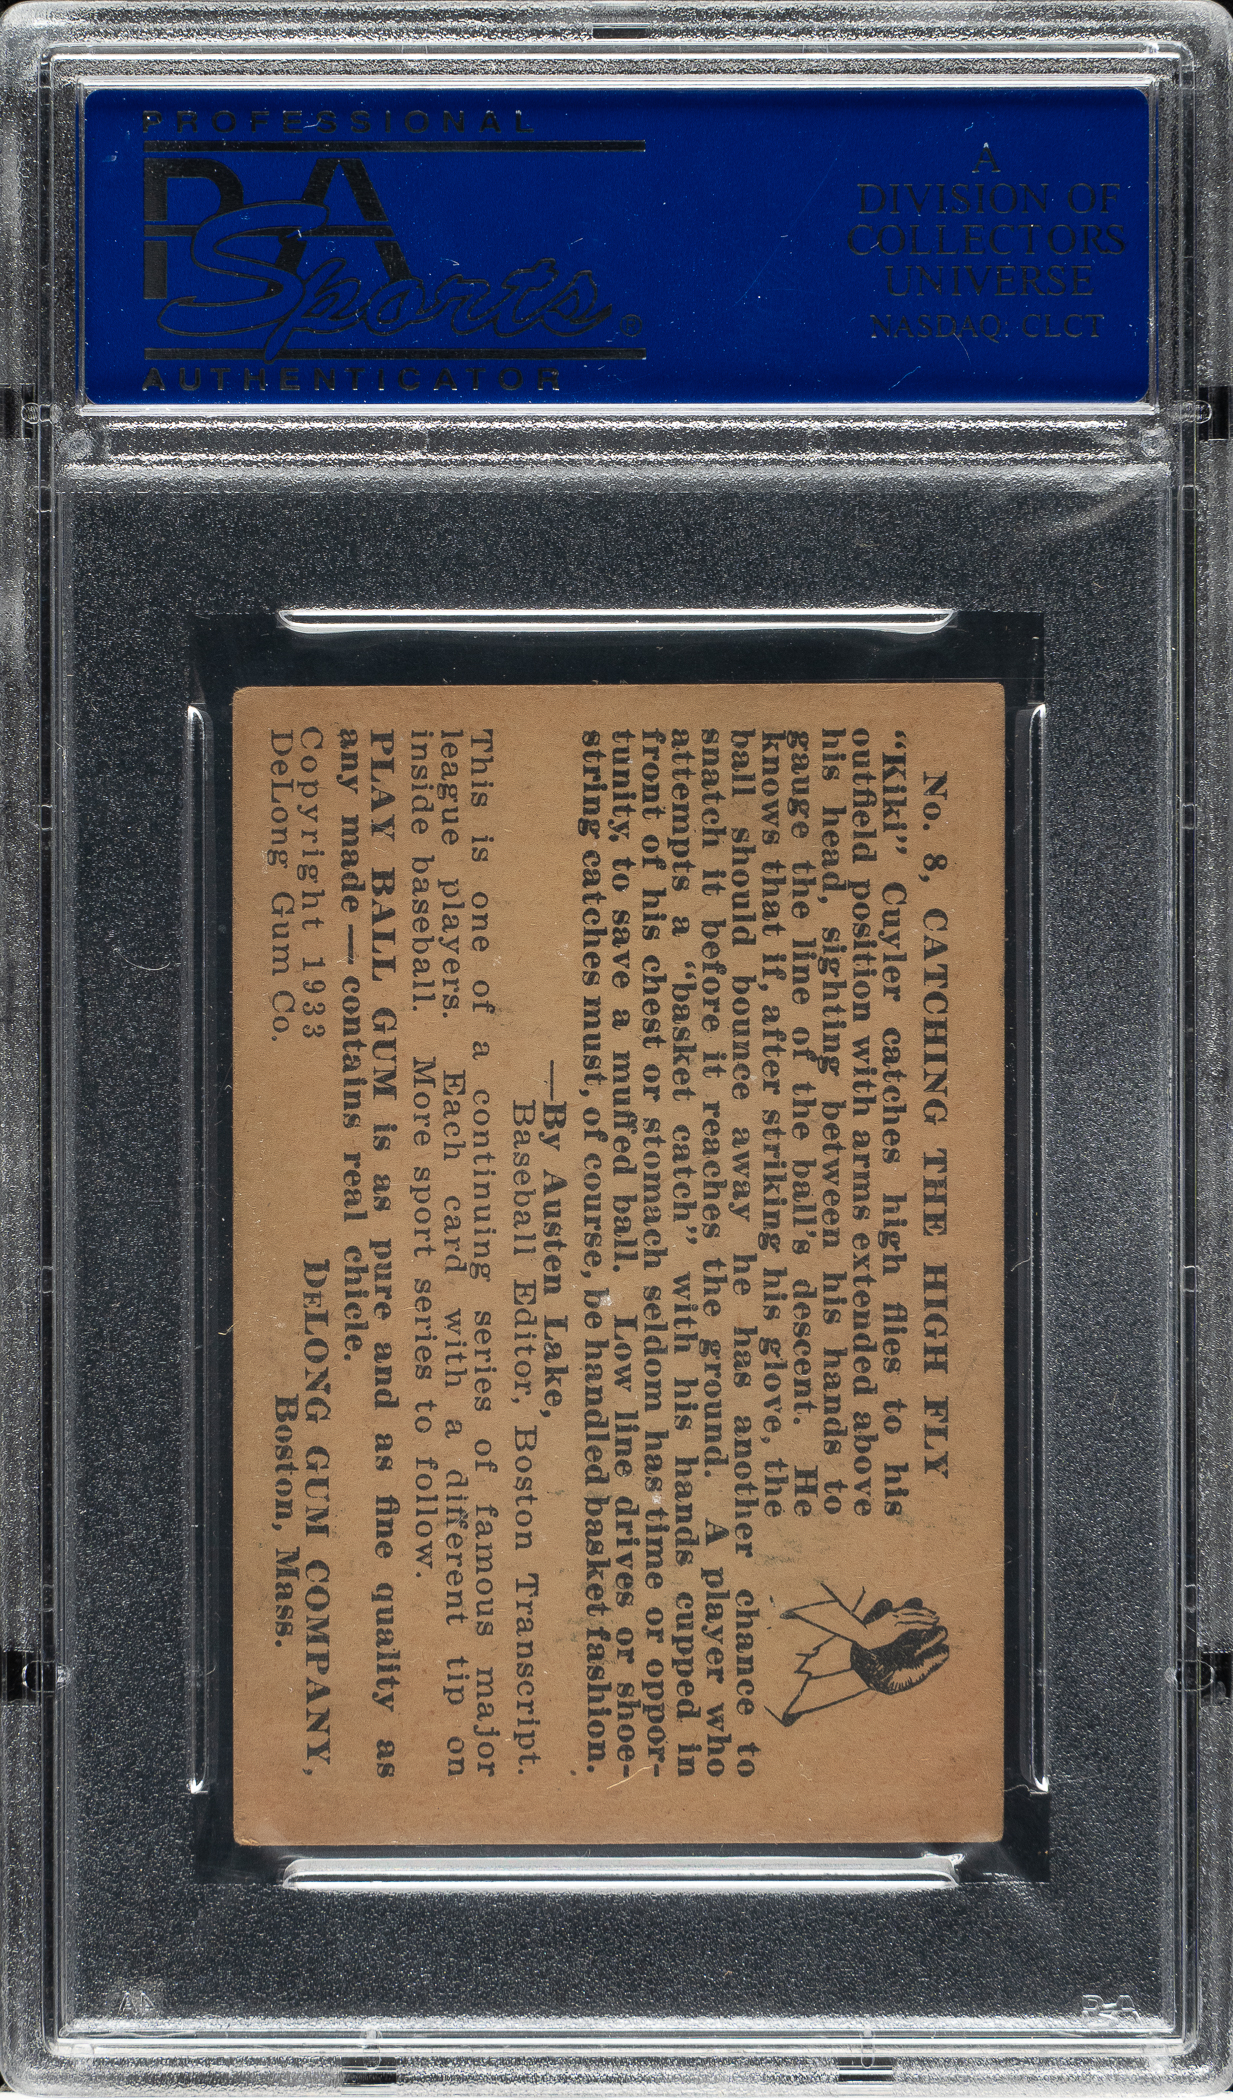 PROFESSIONAL
PSA
Sports®
AUTHENTICATOR
A
DIVISION OF
COLLECTORS
UNIVERSE
NASDAQ: CLCT
No. 8, CATCHING THE HIGH FLY
“Kiki” Cuyler catches high flies to his
outfield position with arms extended above
his head, sighting between his hands to
gauge the line of the ball's descent. He
knows that if, after striking his glove, the
ball should bounce away he has another chance to
snatch it before it reaches the ground. A player who
attempts a “basket catch” with his hands cupped in
front of his chest or stomach seldom has time or oppor-
tunity, to save a muffed ball. Low line drives or shoe-
string catches must, of course, be handled basket fashion.
—By Austen Lake,
Baseball Editor, Boston Transcript.
This is one of a continuing series of famous major
league players. Each card with a different tip on
inside baseball. More sport series to follow.
PLAY BALL GUM is as pure and as fine quality as
any made — contains real chicle.
Copyright 1933 DELONG GUM COMPANY,
DeLong Gum Co. Boston, Mass.
PSA